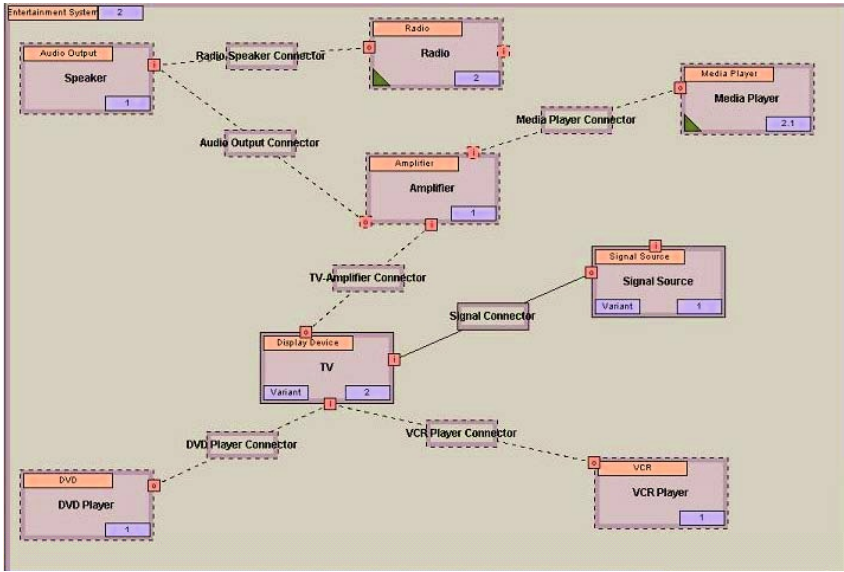 Entertainment System 2
Radio
Radio
2
o
i
Audio Output
Speaker
1
i
Radio-Speaker Connector
Media Player
Media Player
2.1
o
Media Player Connector
Audio Output Connector
i
Amplifier
Amplifier
1
o
i
TV-Amplifier Connector
i
Signal Source
Signal Source
Variant 1
o
Signal Connector
o
Display Device
TV
Variant 2
i
i
DVD Player Connector
VCR Player Connector
DVD
DVD Player
1
o
o
VCR
VCR Player
1